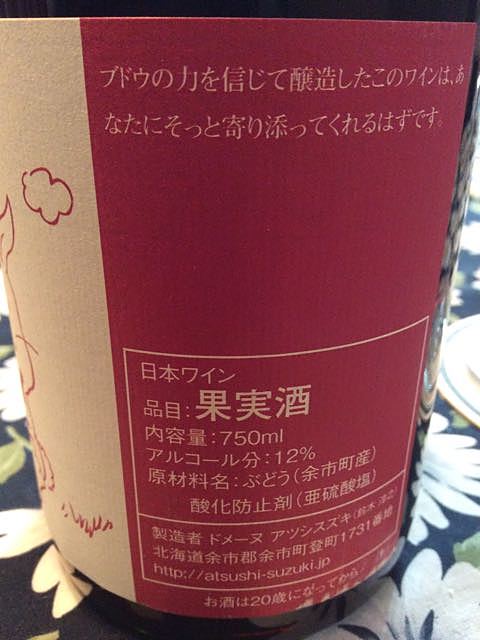 ブドウの力を信じて醸造したこのワインは、あ
なたにそっと寄り添ってくれるはずです。
日本ワイン
品目：果実酒
内容量：750ml
アルコール分：12%
原材料名：ぶどう（余市町産）
酸化防止剤（亜硫酸塩）
製造者 ドメーヌ アツシスズキ（鈴木 淳之）
北海道余市郡余市町登町1731番地
http://atsushi-suzuki.jp
お酒は20歳になってから